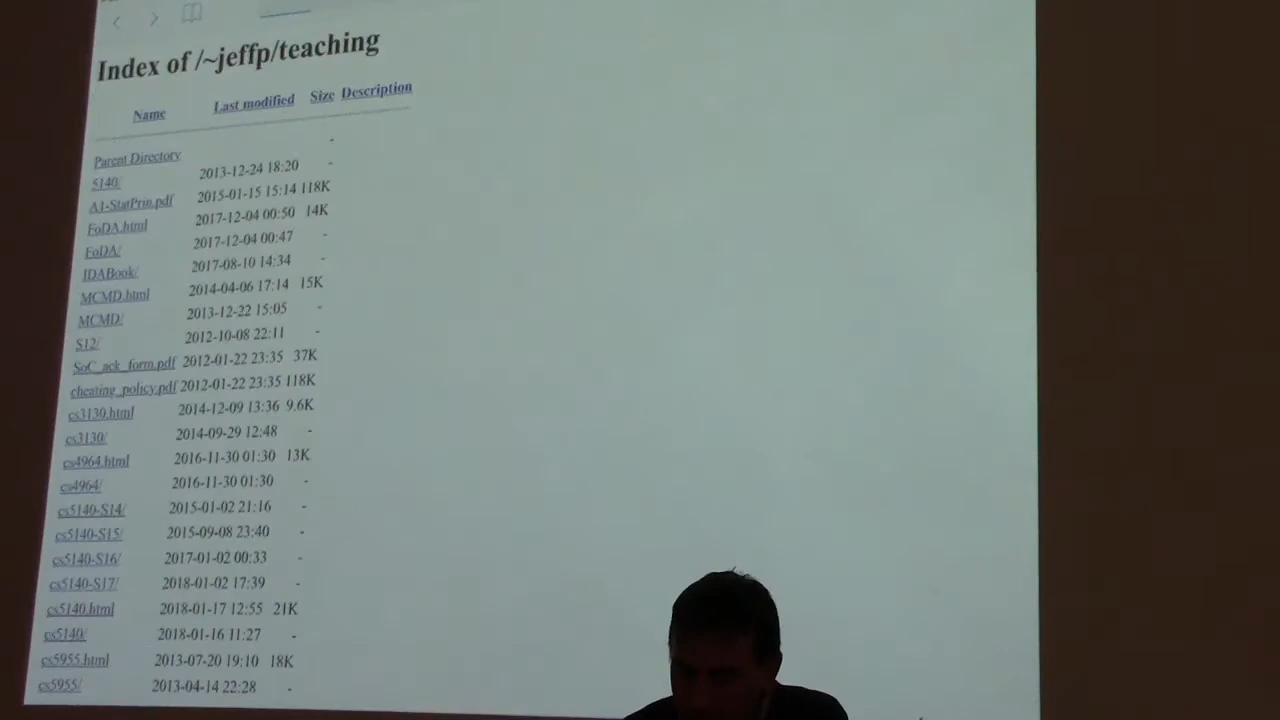 Index of /~jeffp/teaching
Name Last modified Size Description
Parent Directory -
5140/ 2013-12-24 18:20 -
A1-StatPrin.pdf 2015-01-15 15:14 118K
FoDA.html 2017-12-04 00:50 14K
FoDA/ 2017-12-04 00:47 -
IDABook/ 2017-08-10 14:34 -
MCMD.html 2014-04-06 17:14 15K
MCMD/ 2013-12-22 15:05 -
S12/ 2012-10-08 22:11 -
SoC_ack_form.pdf 2012-01-22 23:35 37K
cheating_policy.pdf 2012-01-22 23:35 118K
cs3130.html 2014-12-09 13:36 9.6K
cs3130/ 2014-09-29 12:48 -
cs4964.html 2016-11-30 01:30 13K
cs4964/ 2016-11-30 01:30 -
cs5140-S14/ 2015-01-02 21:16 -
cs5140-S15/ 2015-09-08 23:40 -
cs5140-S16/ 2017-01-02 00:33 -
cs5140-S17/ 2018-01-02 17:39 -
cs5140.html 2018-01-17 12:55 21K
cs5140/ 2018-01-16 11:27 -
cs5955.html 2013-07-20 19:10 18K
cs5955/ 2013-04-14 22:28 -